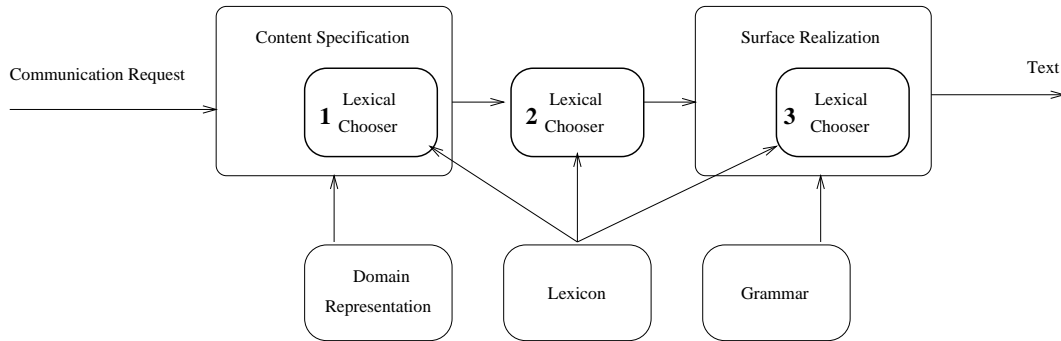 Content Specification
Surface Realization
Communication Request
Text
1 Lexical
Chooser
2 Lexical
Chooser
3 Lexical
Chooser
Domain
Representation
Lexicon
Grammar